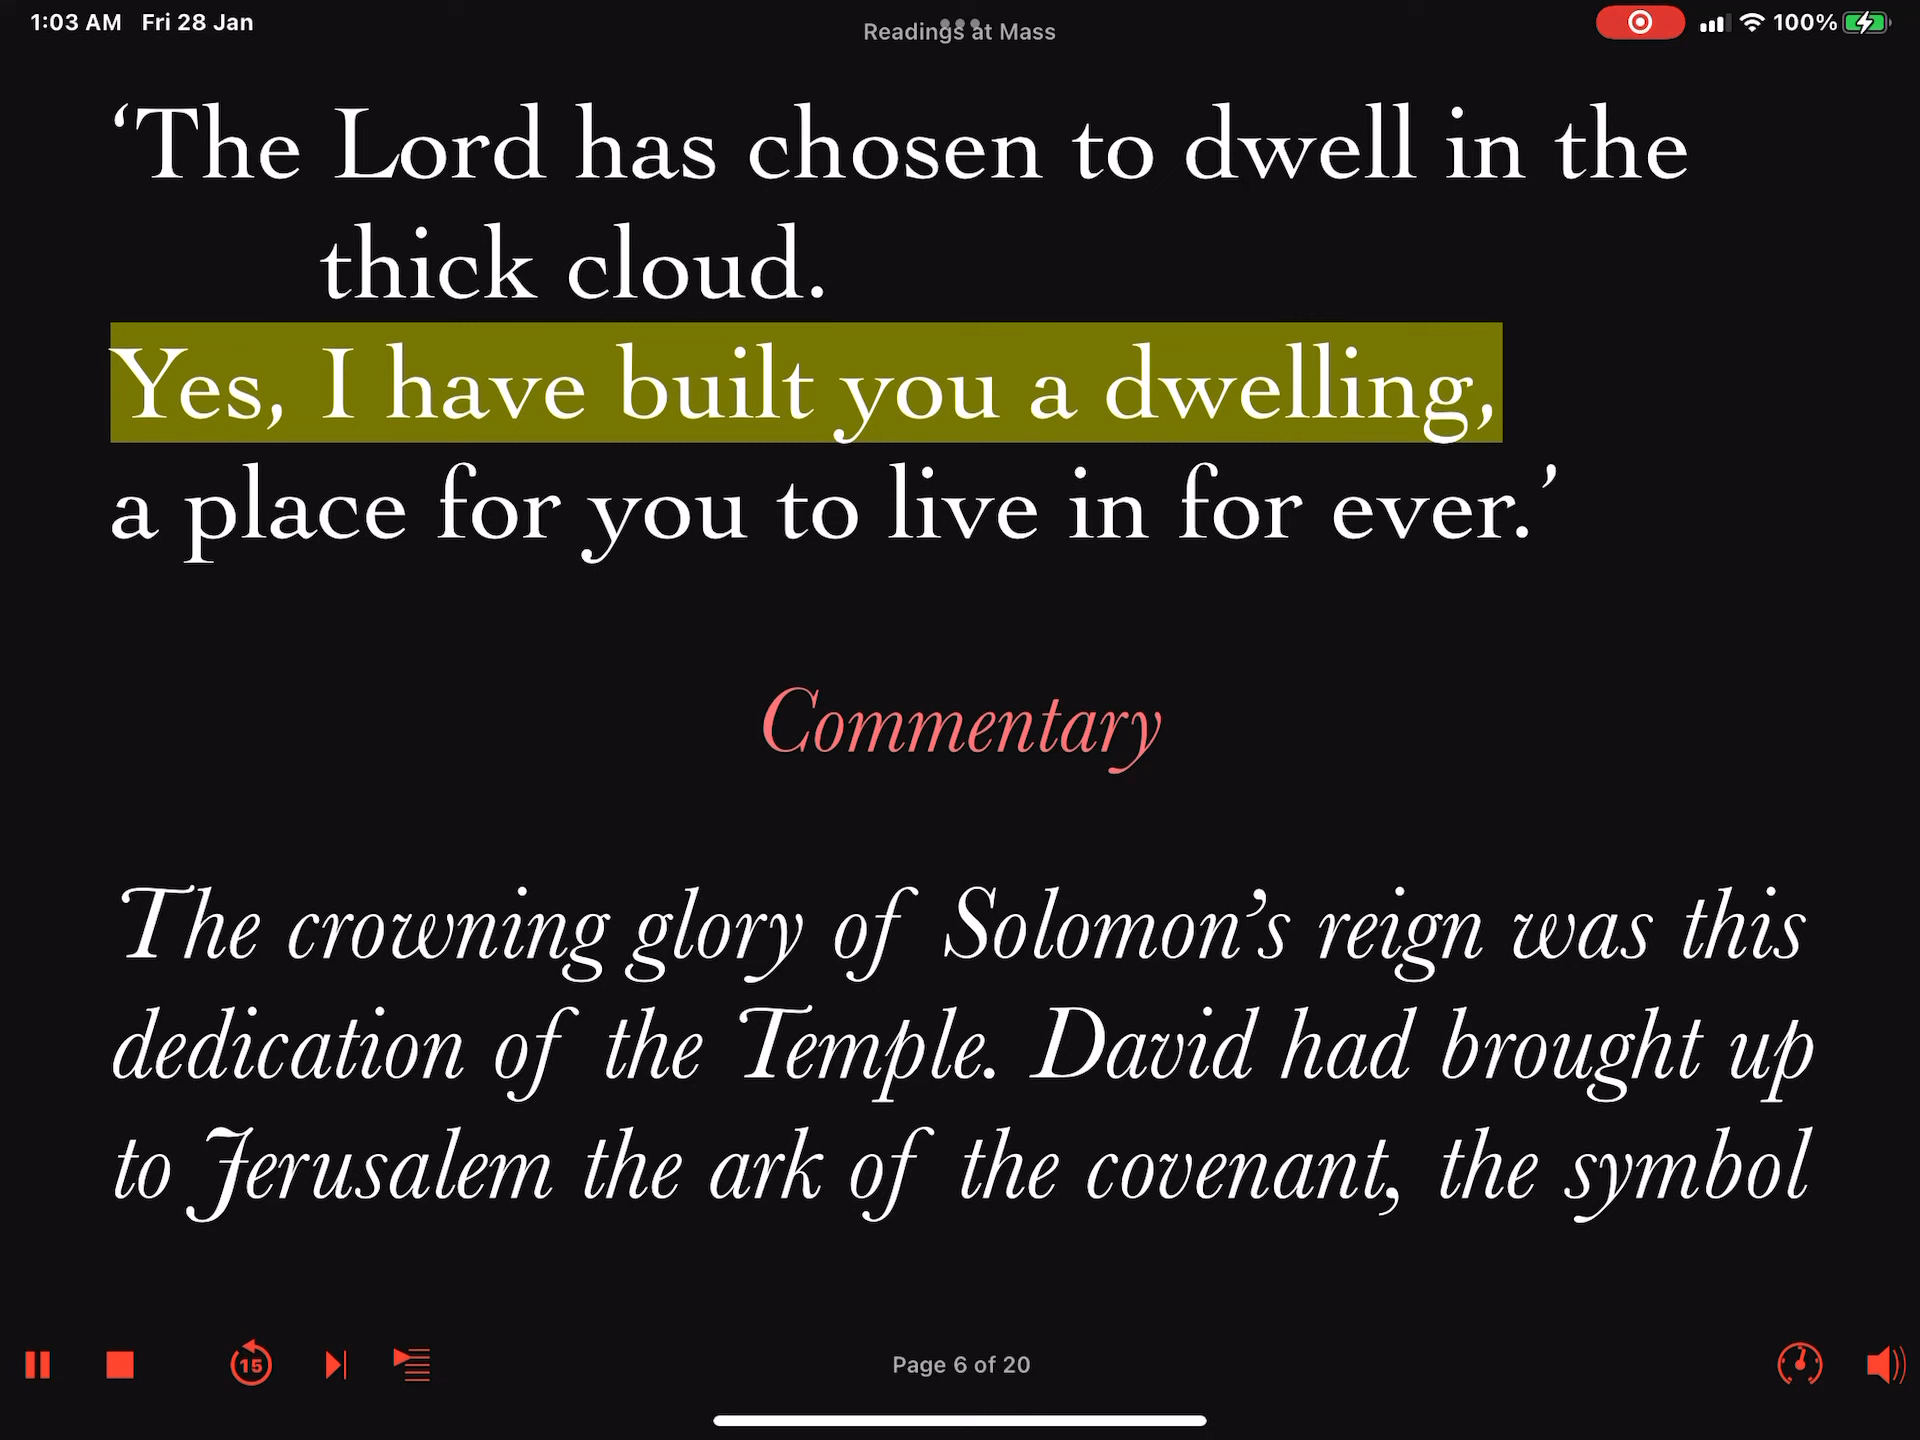 1:03 AM Fri 28 Jan
Readings at Mass
100%
‘The Lord has chosen to dwell in the
thick cloud.
Yes, I have built you a dwelling,
a place for you to live in for ever.’
Commentary
The crowning glory of Solomon’s reign was this
dedication of the Temple. David had brought up
to Jerusalem the ark of the covenant, the symbol
15
Page 6 of 20